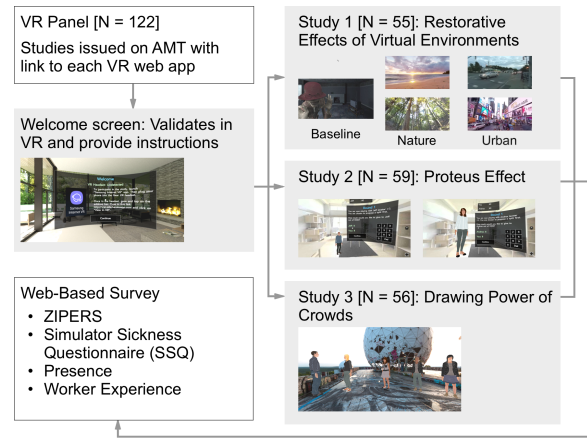 VR Panel [N = 122]
Studies issued on AMT with
link to each VR web app
Welcome screen: Validates in
VR and provide instructions
Welcome
Web-Based Survey
• ZIPERS
• Simulator Sickness
Questionnaire (SSQ)
• Presence
• Worker Experience
Study 1 [N = 55]: Restorative
Effects of Virtual Environments
Baseline
Nature
Urban
Study 2 [N = 59]: Proteus Effect
Study 3 [N = 56]: Drawing Power of
Crowds